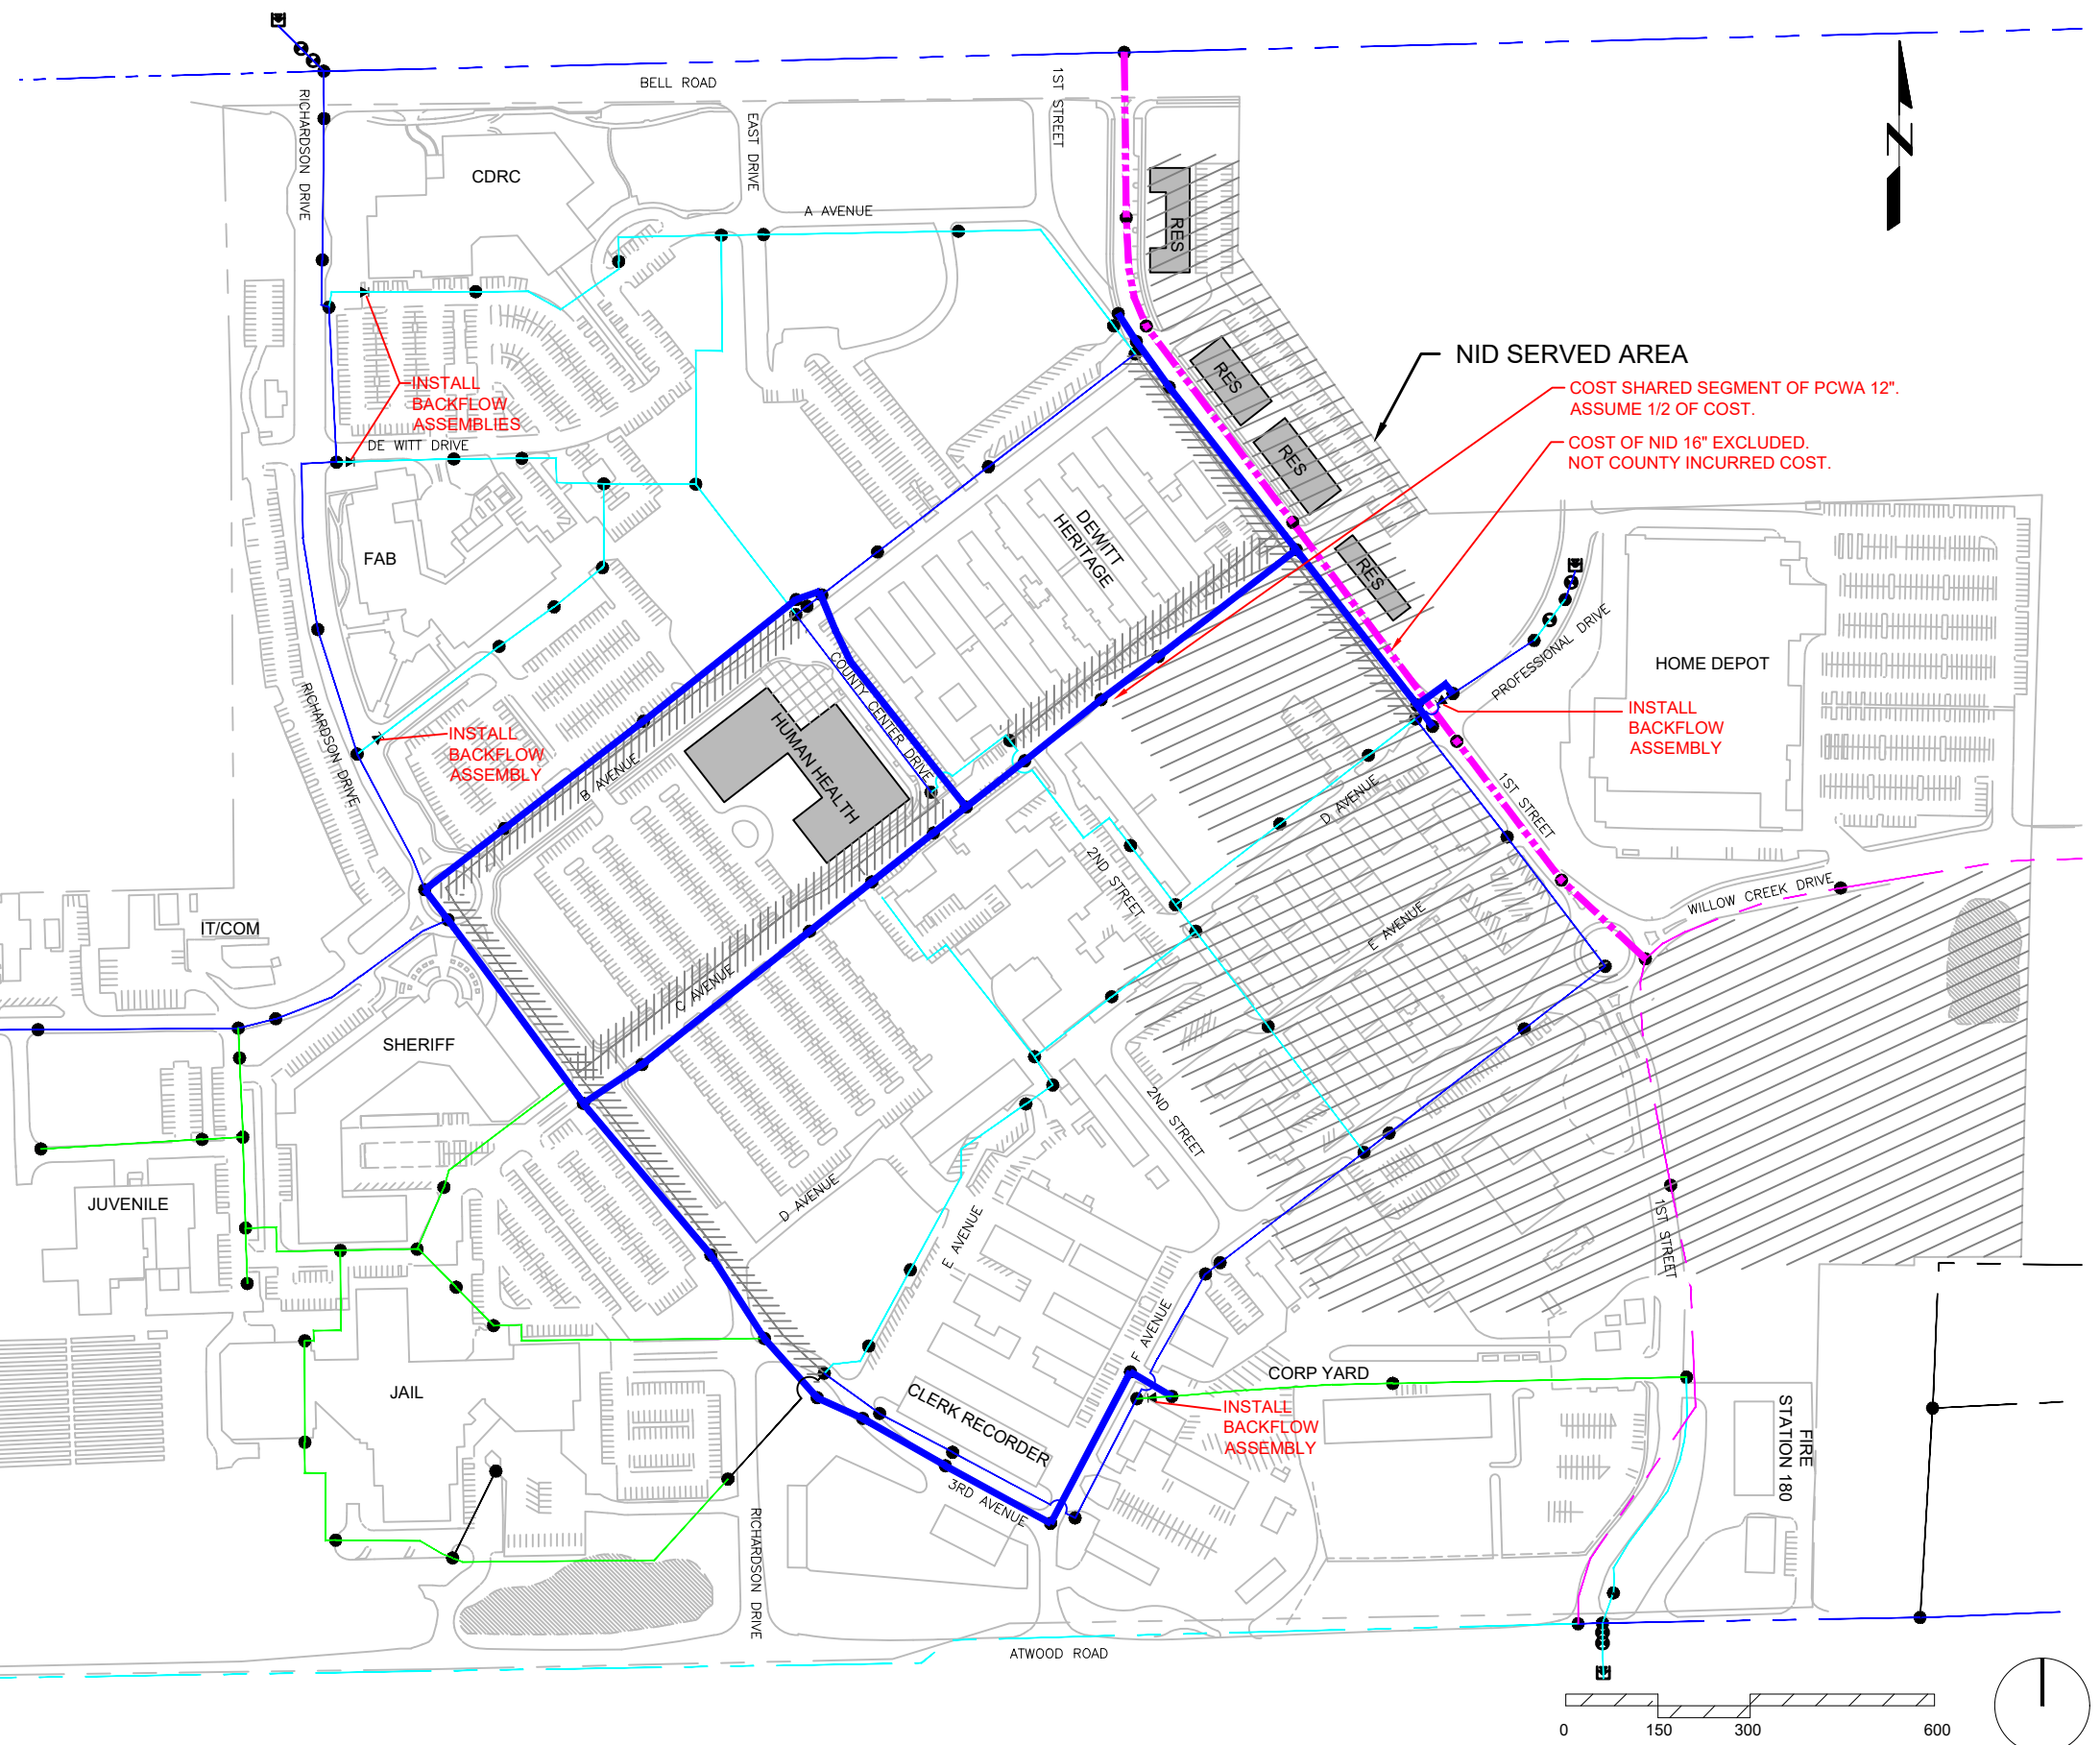 BELL ROAD
1ST STREET
RICHARDSON DRIVE
EAST DRIVE
N
CDRC
A AVENUE
RES
NID SERVED AREA
RES
INSTALL
BACKFLOW
ASSEMBLIES
COST SHARED SEGMENT OF PCWA 12".
ASSUME 1/2 OF COST.
DE WITT DRIVE
COST OF NID 16" EXCLUDED.
NOT COUNTY INCURRED COST.
RES
DEWITT
HERITAGE
FAB
RES
PROFESSIONAL DRIVE
HOME DEPOT
COUNTY CENTER DRIVE
RICHARDSON DRIVE
INSTALL
BACKFLOW
ASSEMBLY
INSTALL
BACKFLOW
ASSEMBLY
B AVENUE
HUMAN HEALTH
D AVENUE
1ST STREET
2ND STREET
WILLOW CREEK DRIVE
IT/COM
E AVENUE
C AVENUE
SHERIFF
2ND STREET
JUVENILE
D AVENUE
E AVENUE
1ST STREET
F AVENUE
CORP YARD
JAIL
CLERK RECORDER
INSTALL
BACKFLOW
ASSEMBLY
FIRE
STATION 180
3RD AVENUE
RICHARDSON DRIVE
ATWOOD ROAD
0 150 300 600